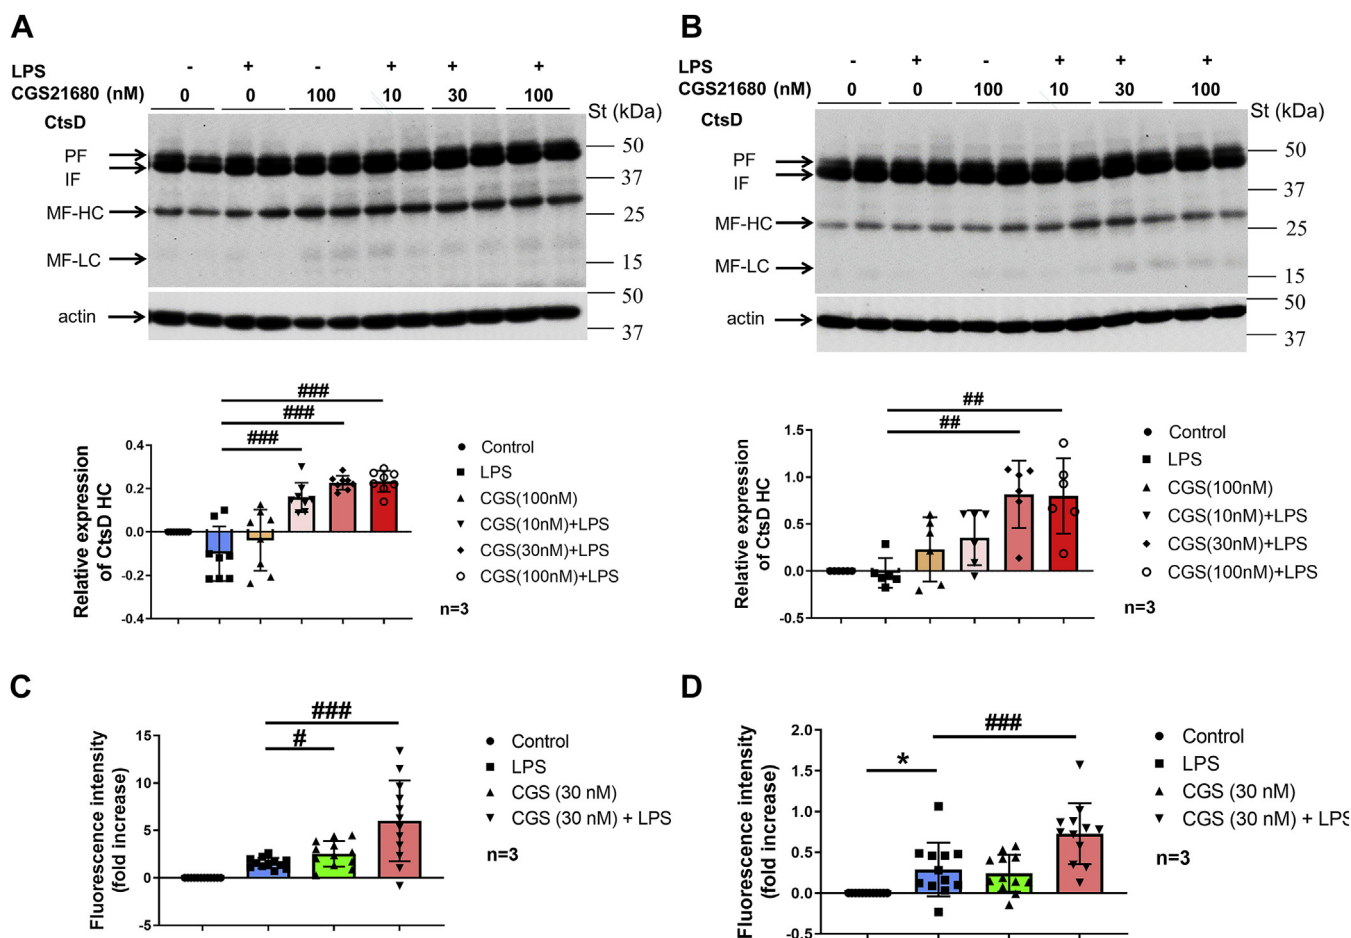 A
LPS - + - + + +
CGS21680 (nM) 0 0 100 10 30 100
CtsD
St (kDa)
PF
IF
MF-HC
MF-LC
actin
50
37
25
15
50
37
###
###
###
Relative expression
of CtsD HC
0.4
0.2
0.0
-0.2
-0.4
Control
LPS
CGS(100nM)
CGS(10nM)+LPS
CGS(30nM)+LPS
CGS(100nM)+LPS
n=3
B
LPS - + - + + +
CGS21680 (nM) 0 0 100 10 30 100
CtsD
St (kDa)
PF
IF
MF-HC
MF-LC
actin
50
37
25
15
50
37
##
##
Relative expression
of CtsD HC
1.5
1.0
0.5
0.0
-0.5
Control
LPS
CGS(100nM)
CGS(10nM)+LPS
CGS(30nM)+LPS
CGS(100nM)+LPS
n=3
C
###
#
Fluorescence intensity
(fold increase)
15
10
5
0
-5
Control
LPS
CGS (30 nM)
CGS (30 nM) + LPS
n=3
D
###
*
Fluorescence intensity
(fold increase)
2.0
1.5
1.0
0.5
0.0
-0.5
Control
LPS
CGS (30 nM)
CGS (30 nM) + LPS
n=3